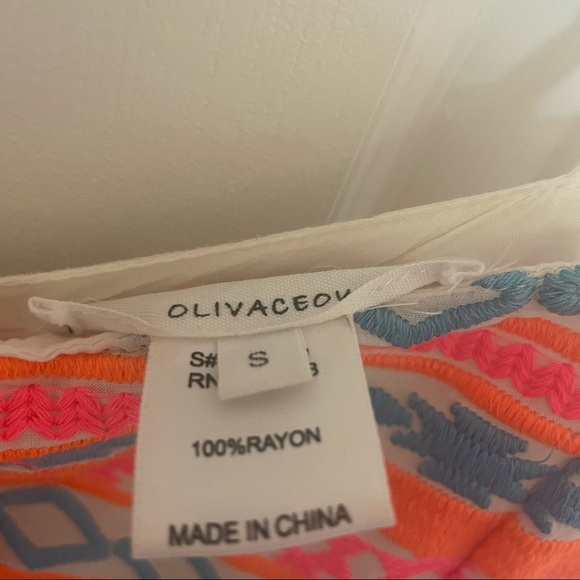 OLIVACEOU
S
S#
RN
100%RAYON
MADE IN CHINA